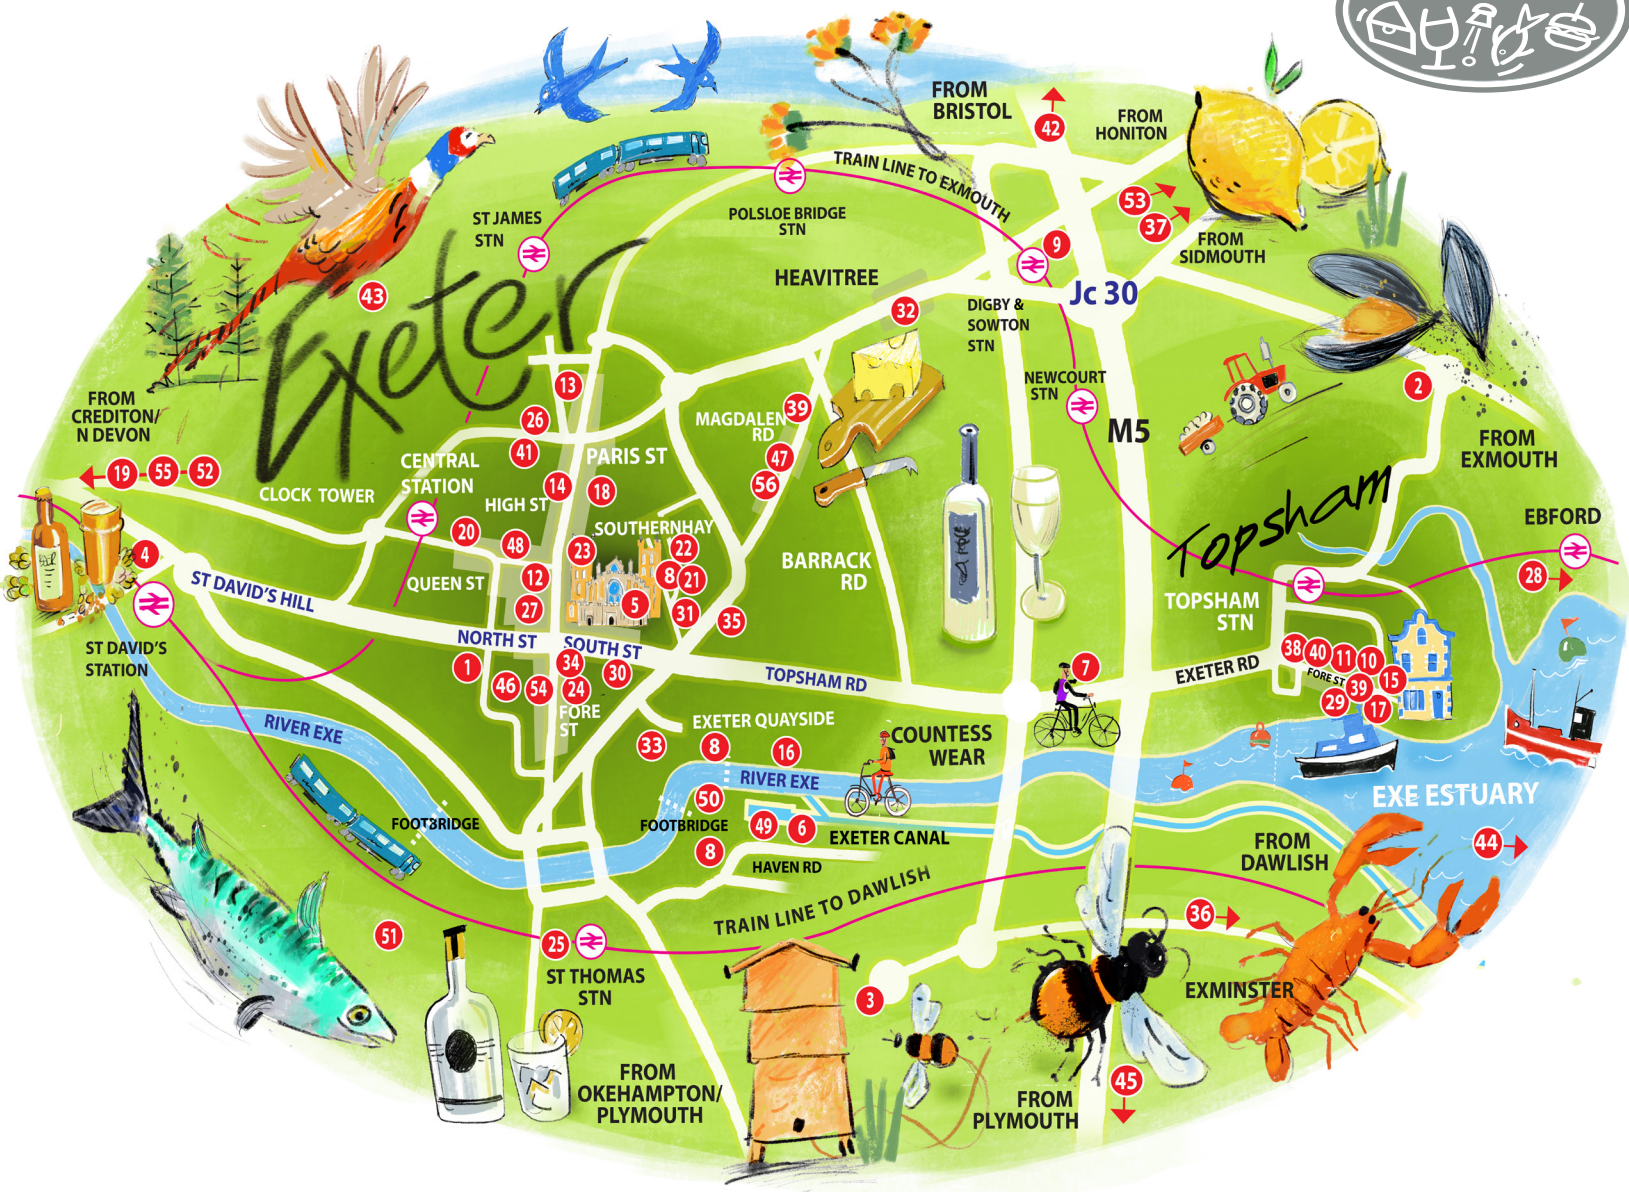 FROM
BRISTOL
42
FROM
HONITON
53
37
FROM
SIDMOUTH
TRAIN LINE TO EXMOUTH
ST JAMES
STN
POLSLOE BRIDGE
STN
9
HEAVITREE
Jc 30
DIGBY &
SOWTON
STN
32
43
Exeter
NEWCOURT
STN
M5
2
FROM
EXMOUTH
FROM
CREDITON/
N DEVON
19
55
52
13
26
41
39
MAGDALEN
RD
47
56
PARIS ST
CENTRAL
STATION
CLOCK TOWER
HIGH ST
14
18
SOUTHERNHAY
20
48
23
22
8
21
12
27
5
31
35
QUEEN ST
BARRACK
RD
Topsham
EBFORD
28
TOPSHAM
STN
4
ST DAVID'S HILL
ST DAVID'S
STATION
NORTH ST
SOUTH ST
1
46
54
34
24
30
FORE
ST
TOPSHAM RD
7
EXETER RD
38
40
11
10
FORE ST
39
15
29
17
RIVER EXE
33
EXETER QUAYSIDE
8
16
COUNTESS
WEAR
RIVER EXE
EXE ESTUARY
50
FOOTBRIDGE
FOOTBRIDGE
49
6
EXETER CANAL
8
HAVEN RD
FROM
DAWLISH
44
TRAIN LINE TO DAWLISH
36
51
25
ST THOMAS
STN
3
EXMINSTER
FROM
OKEHAMPTON/
PLYMOUTH
FROM
PLYMOUTH
45